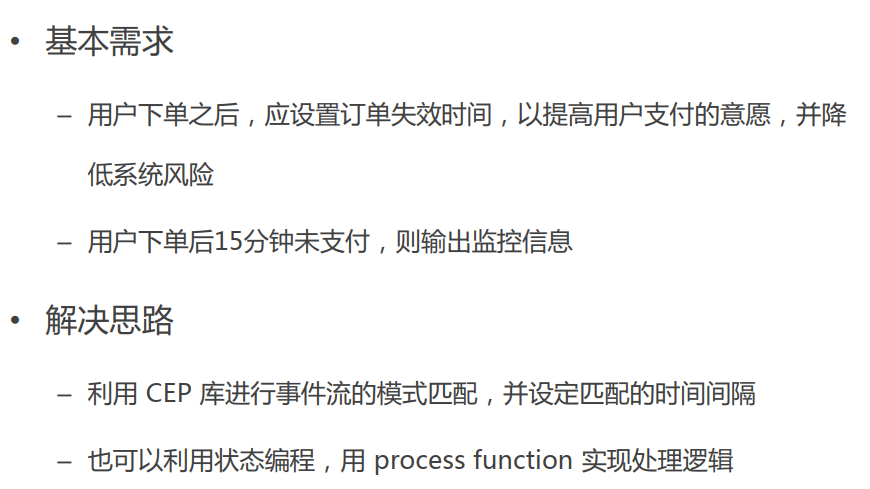 • 基本需求
– 用户下单之后，应设置订单失效时间，以提高用户支付的意愿，并降
低系统风险
– 用户下单后15分钟未支付，则输出监控信息
• 解决思路
– 利用 CEP 库进行事件流的模式匹配，并设定匹配的时间间隔
– 也可以利用状态编程，用 process function 实现处理逻辑